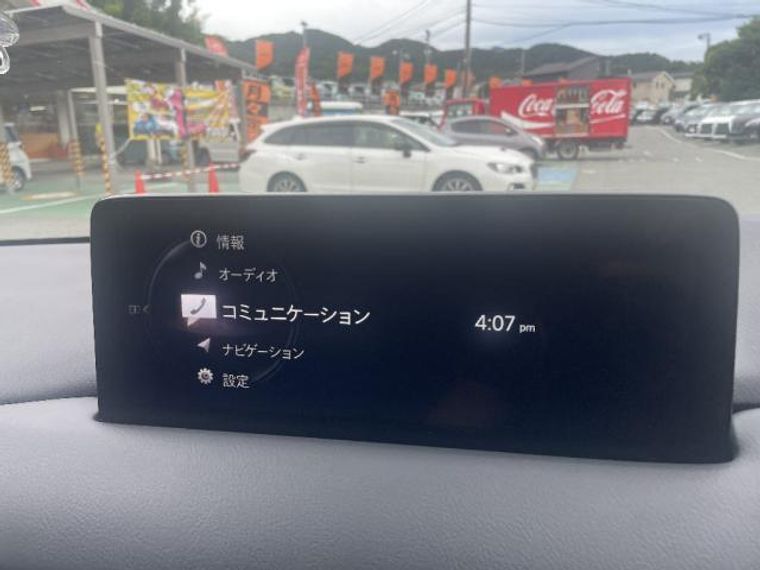 Coca-Cola
情報
オーディオ
コミュニケーション
4:07 pm
ナビゲーション
設定